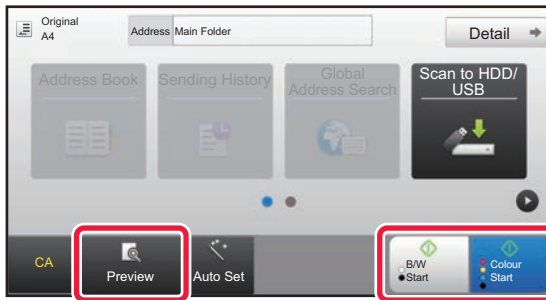 Original
A4
Address Main Folder
Detail
Address Book
Sending History
Global
Address Search
Scan to HDD/
USB
CA
Preview
Auto Set
B/W
Start
Colour
Start